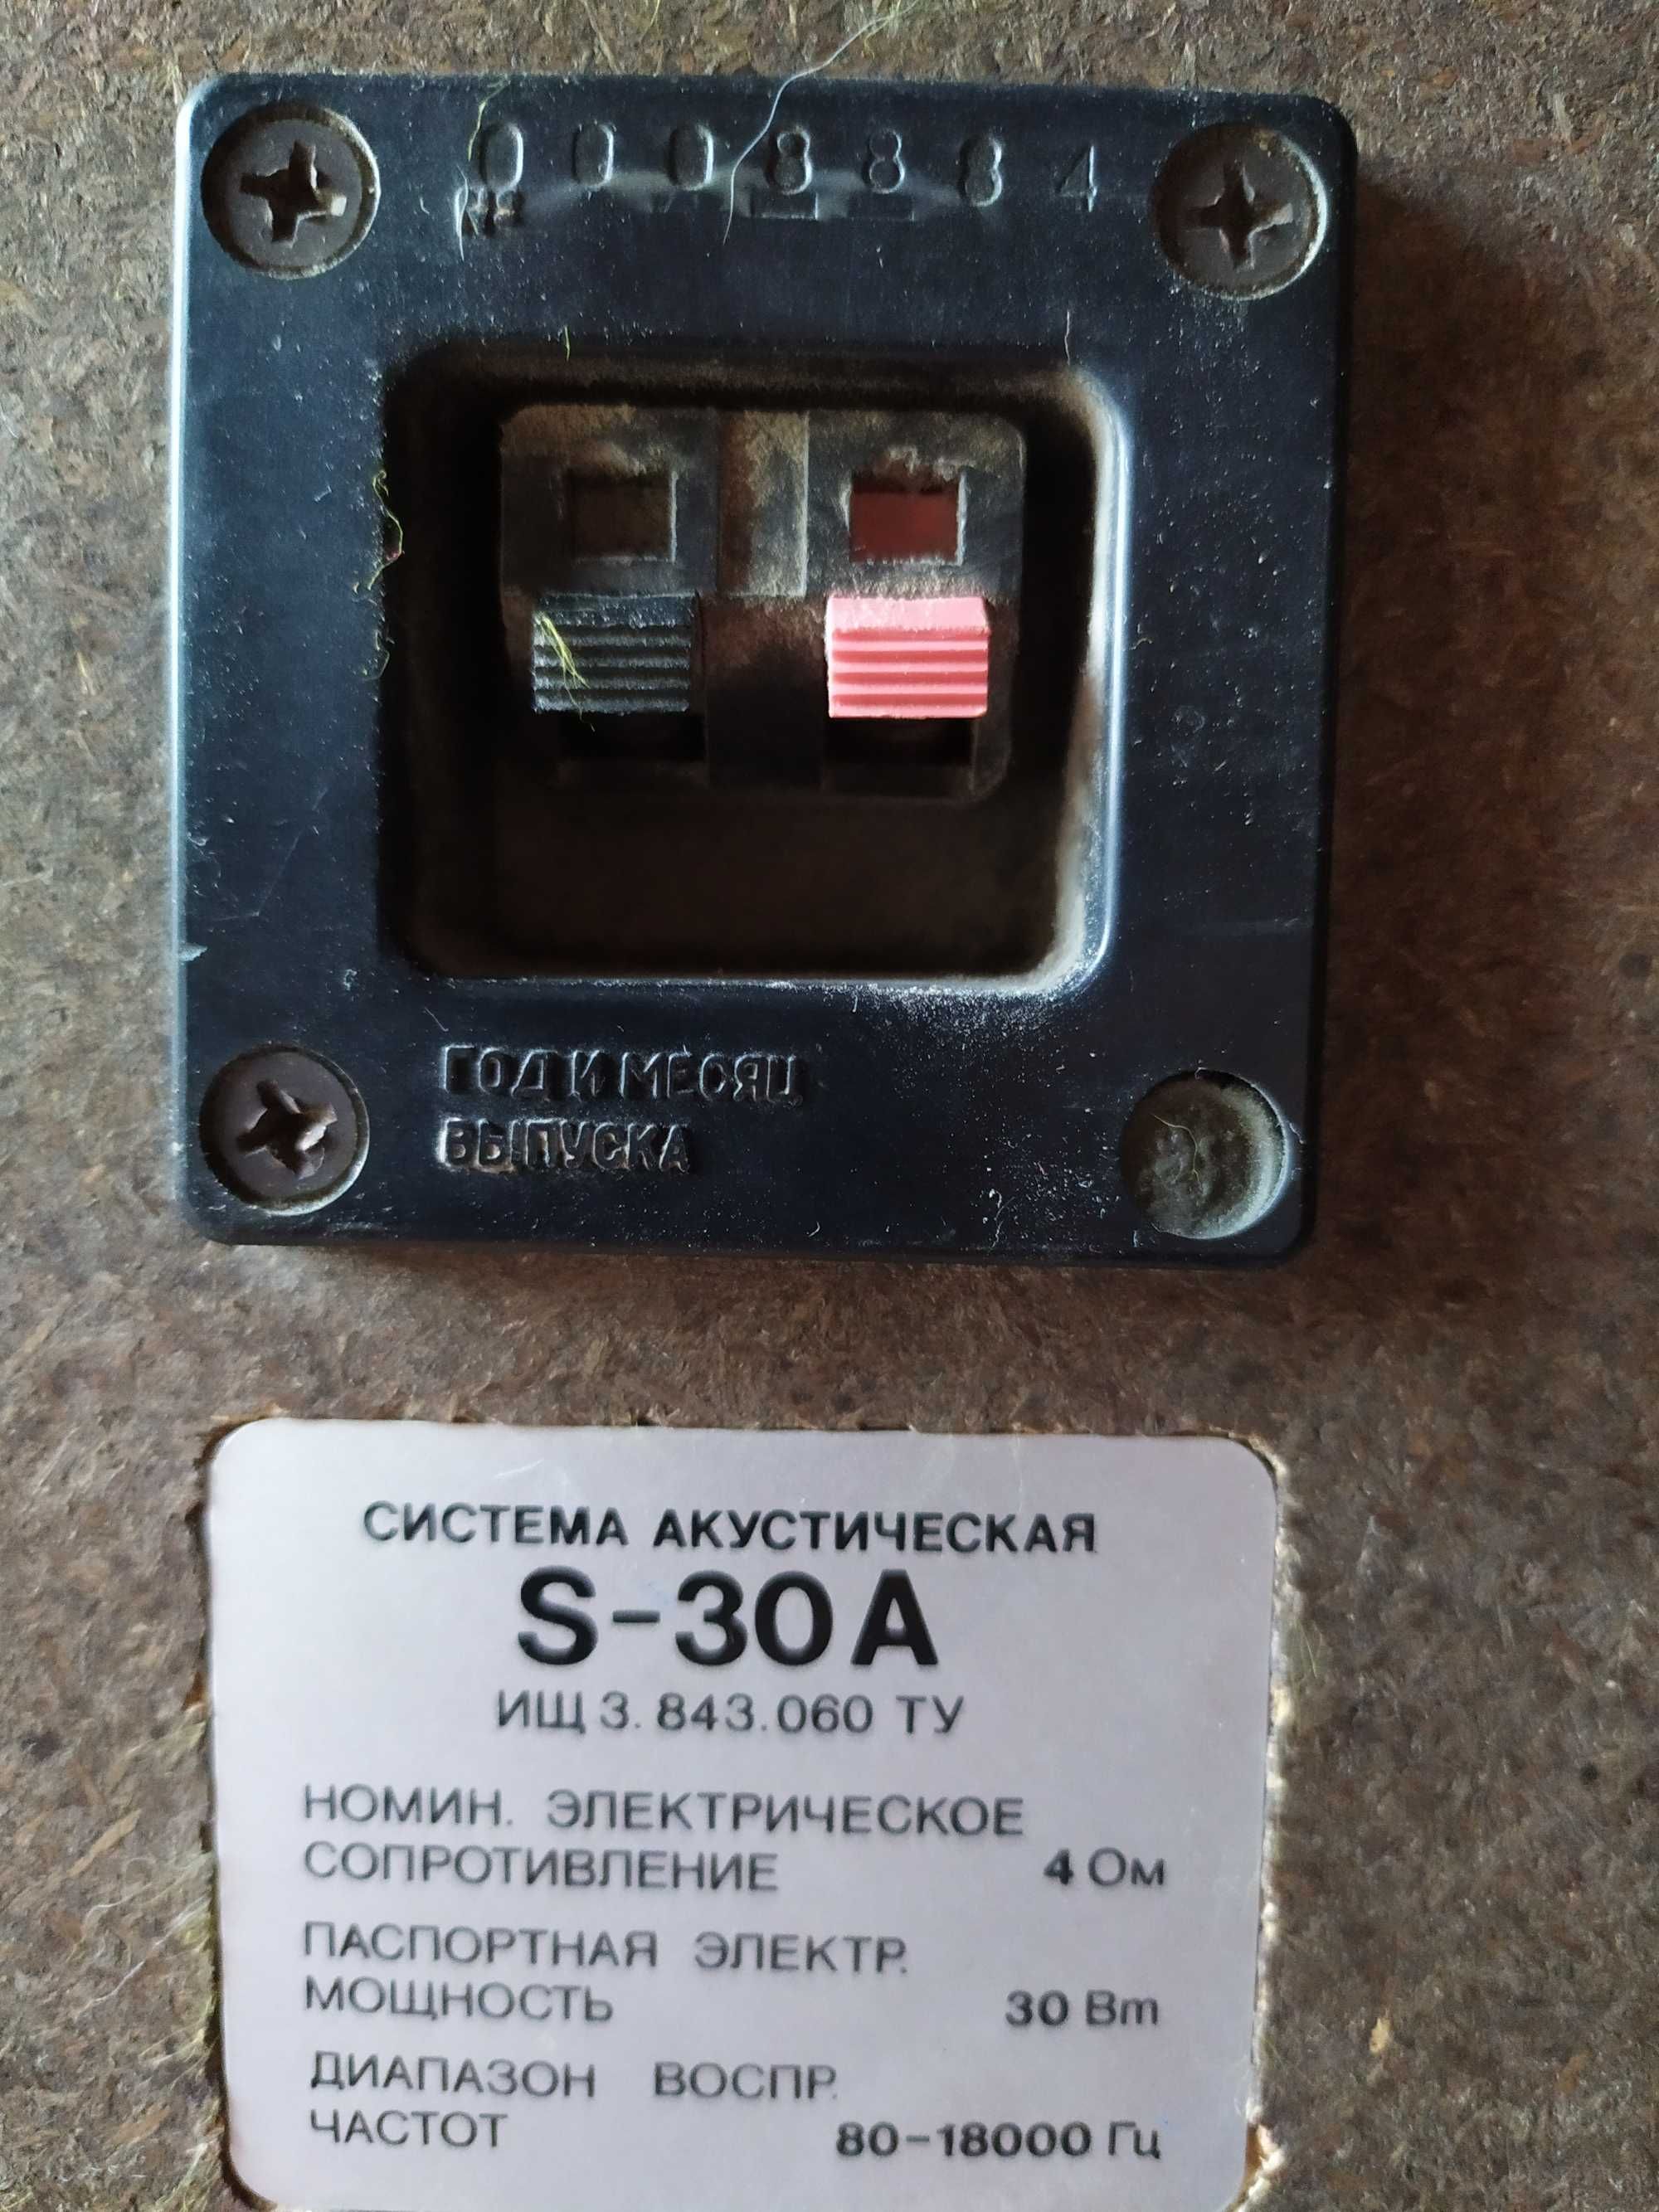 0008884
№
ГОД И МЕСЯЦ
ВЫПУСКА
СИСТЕМА АКУСТИЧЕСКАЯ
S-30A
ИЩ 3.843.060 ТУ
НОМИН. ЭЛЕКТРИЧЕСКОЕ
СОПРОТИВЛЕНИЕ 4 Ом
ПАСПОРТНАЯ ЭЛЕКТР.
МОЩНОСТЬ 30 Вт
ДИАПАЗОН ВОСПР.
ЧАСТОТ 80-18000 Гц